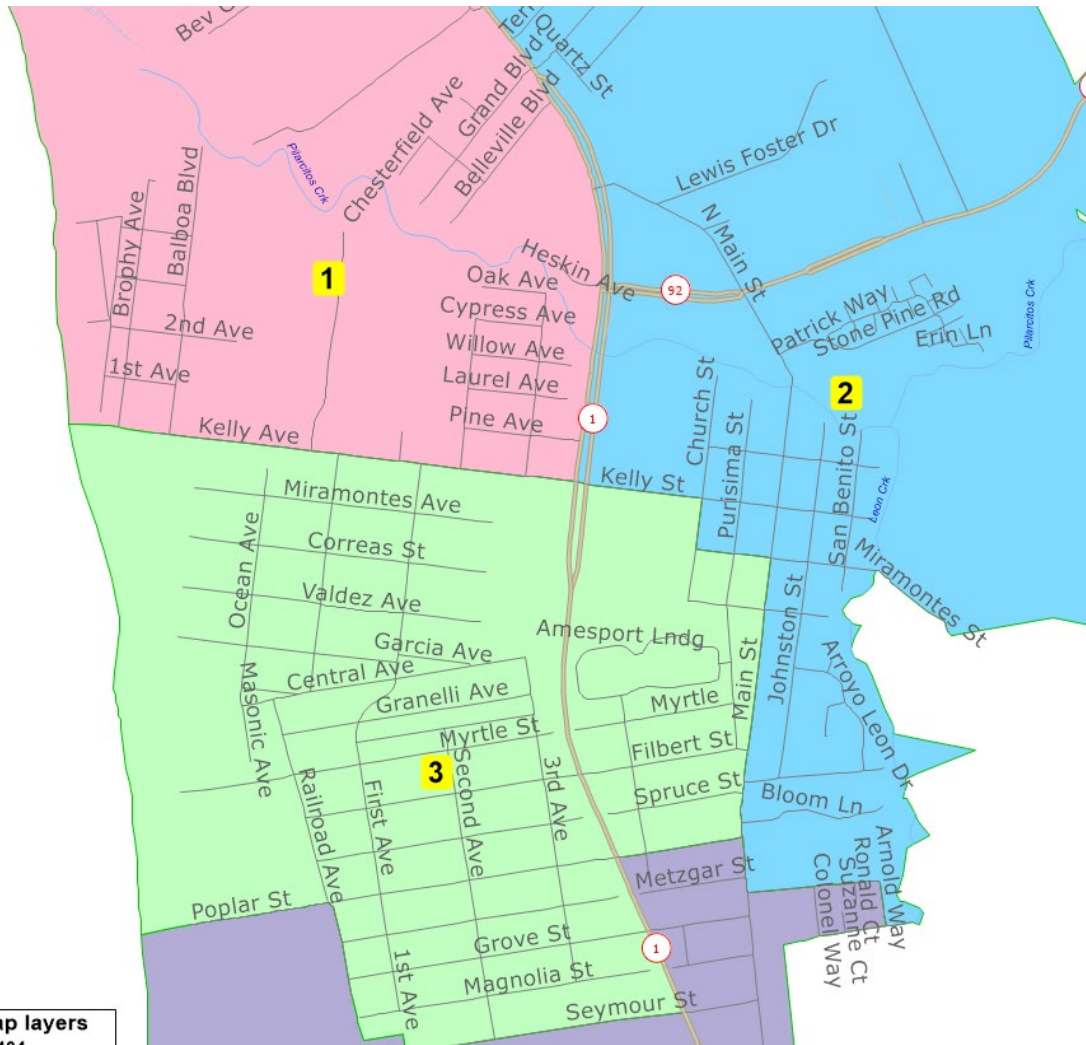 Bev
Quartz St
Grand Blvd
Belleville Blvd
Chesterfield Ave
Lewis Foster Dr
Pilarcitos Crk
Balboa Blvd
Brophy Ave
N Main St
Heskin Ave
1
Oak Ave
92
Cypress Ave
Patrick Way
Stone Pine Rd
Erin Ln
Pilarcitos Crk
2nd Ave
Willow Ave
1st Ave
Laurel Ave
Church St
2
Pine Ave
1
Purisima St
San Benito St
Kelly Ave
Kelly St
Leon Crk
Miramontes Ave
Ocean Ave
Correas St
Miramontes St
Valdez Ave
Johnston St
Amesport Lndg
Garcia Ave
Central Ave
Main St
Arroyo Leon Dr
Masonic Ave
Granelli Ave
Myrtle
Myrtle St
Filbert St
3
Second Ave
3rd Ave
Railroad Ave
First Ave
Spruce St
Bloom Ln
Metzgar St
Arnold Way
Ronald Ct
Suzanne Ct
Colonel Way
Poplar St
Grove St
1
1st Ave
Magnolia St
Seymour St
ap layers